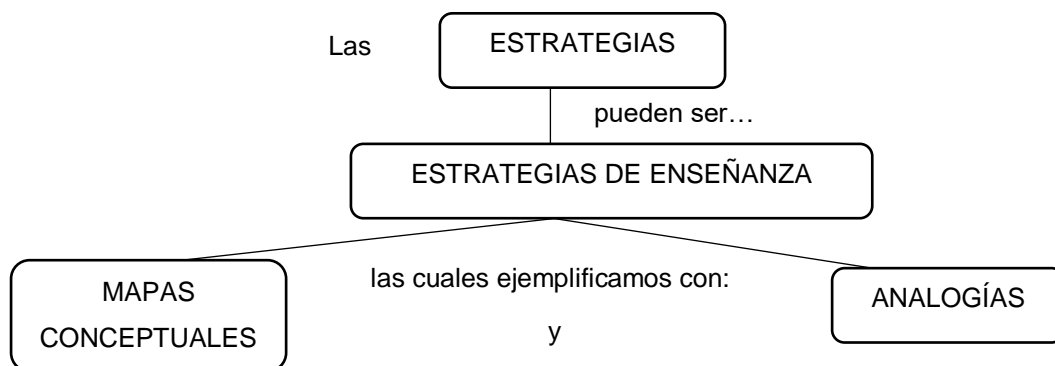 Las ESTRATEGIAS
pueden ser…
ESTRATEGIAS DE ENSEÑANZA
las cuales ejemplificamos con:
MAPAS
CONCEPTUALES
y
ANALOGÍAS